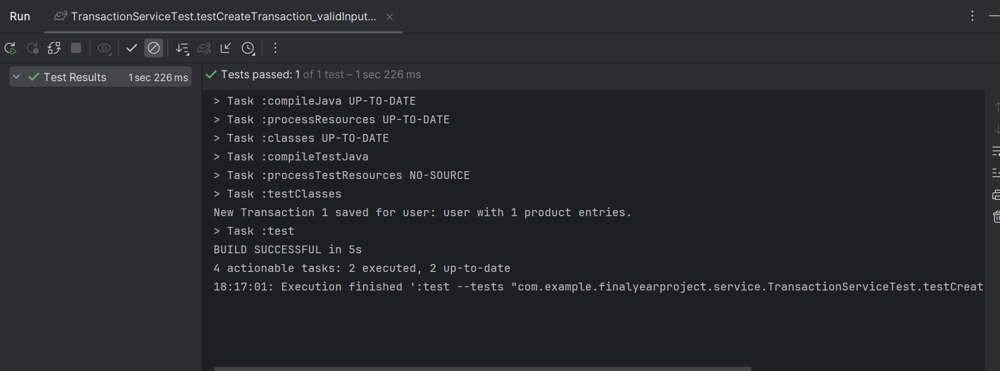 Run
TransactionServiceTest.testCreateTransaction_validInput...
Test Results 1 sec 226 ms
Tests passed: 1 of 1 test – 1 sec 226 ms
> Task :compileJava UP-TO-DATE
> Task :processResources UP-TO-DATE
> Task :classes UP-TO-DATE
> Task :compileTestJava
> Task :processTestResources NO-SOURCE
> Task :testClasses
New Transaction 1 saved for user: user with 1 product entries.
> Task :test
BUILD SUCCESSFUL in 5s
4 actionable tasks: 2 executed, 2 up-to-date
18:17:01: Execution finished ':test --tests "com.example.finalyearproject.service.TransactionServiceTest.testCreat